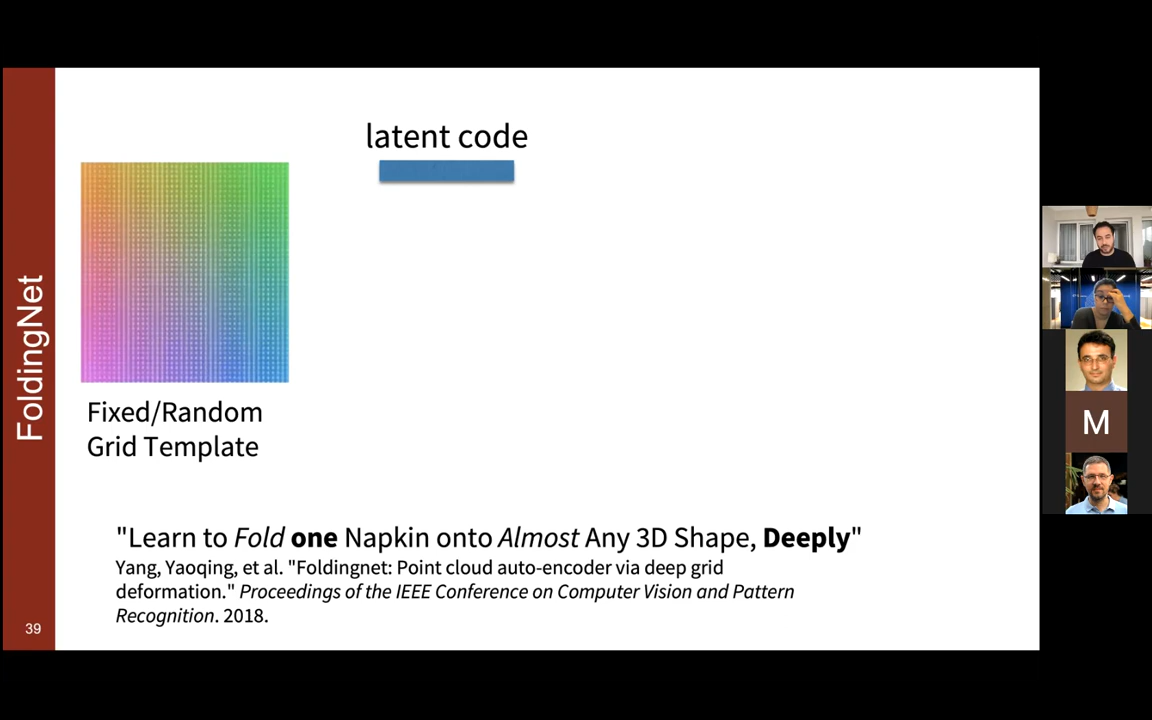 FoldingNet
latent code
Fixed/Random
Grid Template
"Learn to Fold one Napkin onto Almost Any 3D Shape, Deeply"
Yang, Yaoqing, et al. "Foldingnet: Point cloud auto-encoder via deep grid
deformation." Proceedings of the IEEE Conference on Computer Vision and Pattern
Recognition. 2018.
39
M